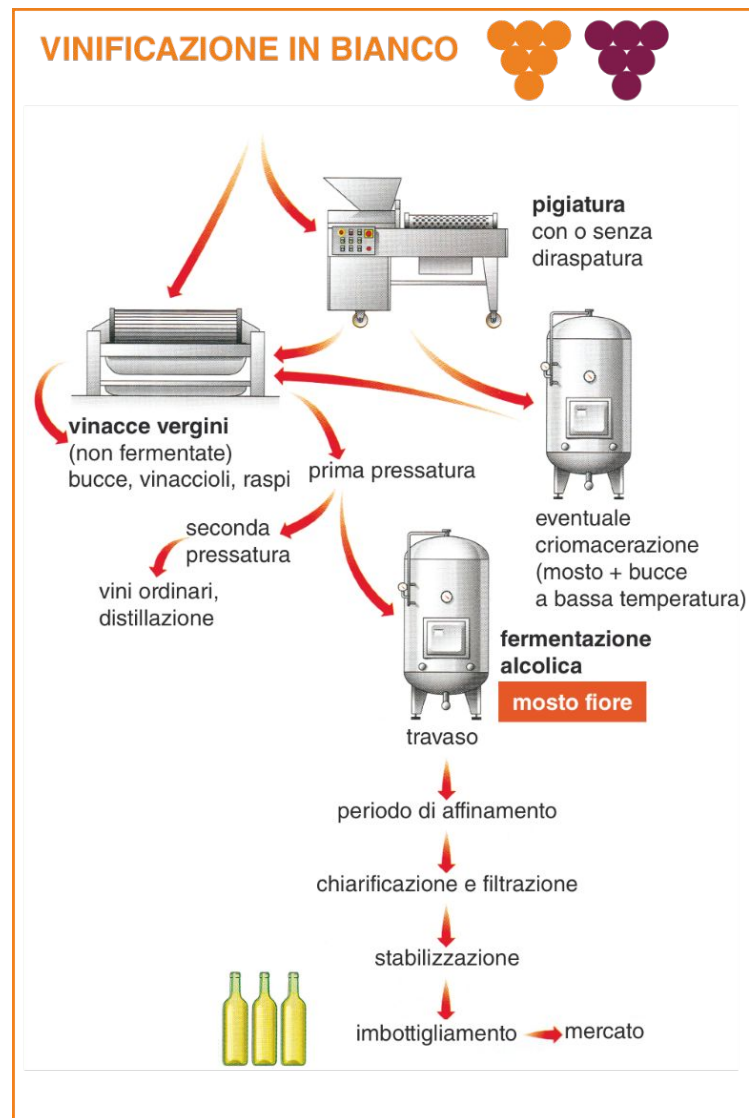 VINIFICAZIONE IN BIANCO
pigiatura
con o senza
diraspatura
vinacce vergini
(non fermentate)
bucce, vinaccioli, raspi
prima pressatura
seconda
pressatura
vini ordinari,
distillazione
eventuale
criomacerazione
(mosto + bucce
a bassa temperatura)
fermentazione
alcolica
mosto fiore
travaso
periodo di affinamento
chiarificazione e filtrazione
stabilizzazione
imbottigliamento
mercato